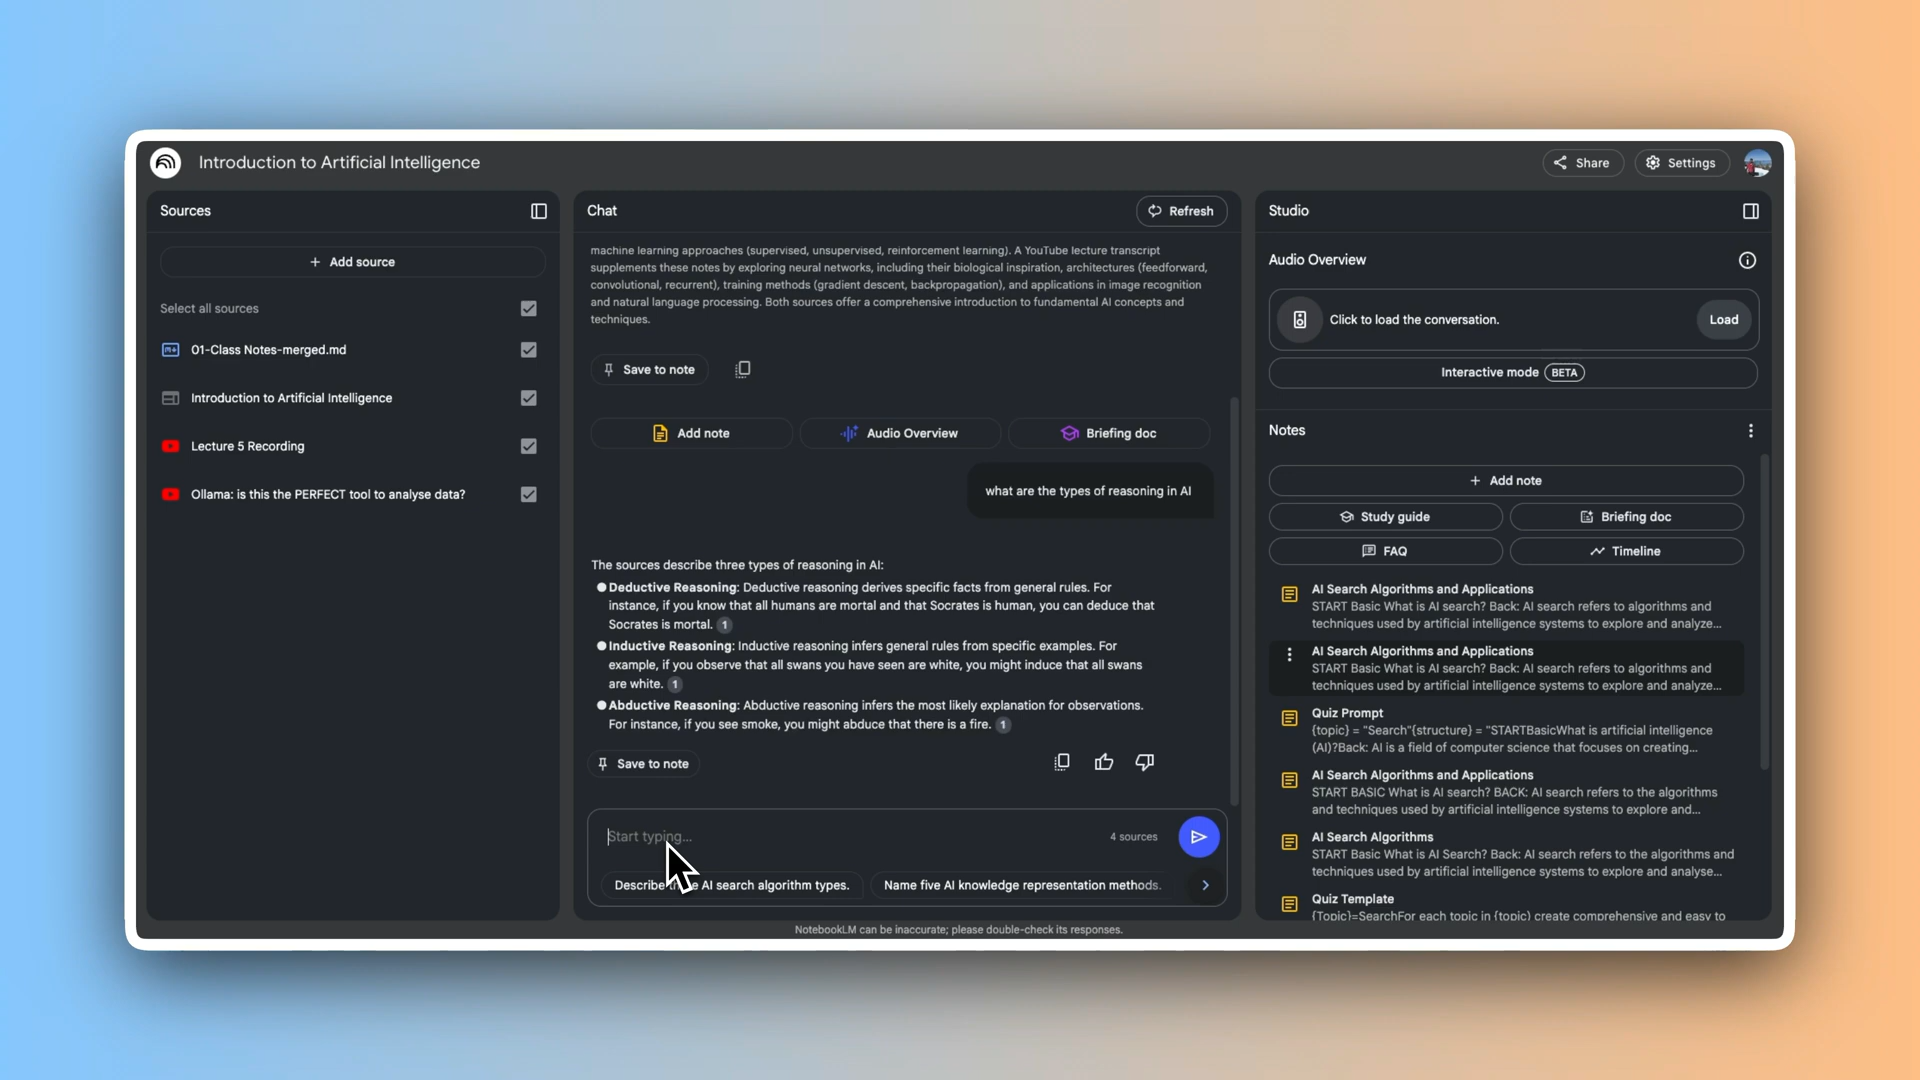 Introduction to Artificial Intelligence
Share
Settings
Sources
+ Add source
Select all sources
01-Class Notes-merged.md
Introduction to Artificial Intelligence
Lecture 5 Recording
Ollama: is this the PERFECT tool to analyse data?
Chat
Refresh
machine learning approaches (supervised, unsupervised, reinforcement learning). A YouTube lecture transcript
supplements these notes by exploring neural networks, including their biological inspiration, architectures (feedforward,
convolutional, recurrent), training methods (gradient descent, backpropagation), and applications in image recognition
and natural language processing. Both sources offer a comprehensive introduction to fundamental AI concepts and
techniques.
Save to note
Add note
Audio Overview
Briefing doc
what are the types of reasoning in AI
The sources describe three types of reasoning in AI:
Deductive Reasoning: Deductive reasoning derives specific facts from general rules. For
instance, if you know that all humans are mortal and that Socrates is human, you can deduce that
Socrates is mortal. 1
Inductive Reasoning: Inductive reasoning infers general rules from specific examples. For
example, if you observe that all swans you have seen are white, you might induce that all swans
are white. 1
Abductive Reasoning: Abductive reasoning infers the most likely explanation for observations.
For instance, if you see smoke, you might abduce that there is a fire. 1
Save to note
Start typing...
4 sources
Describe AI search algorithm types.
Name five AI knowledge representation methods.
NotebookLM can be inaccurate; please double-check its responses.
Studio
Audio Overview
Click to load the conversation.
Load
Interactive mode BETA
Notes
+ Add note
Study guide
Briefing doc
FAQ
Timeline
AI Search Algorithms and Applications
START Basic What is AI search? Back: AI search refers to algorithms and
techniques used by artificial intelligence systems to explore and analyze...
AI Search Algorithms and Applications
START Basic What is AI search? Back: AI search refers to algorithms and
techniques used by artificial intelligence systems to explore and analyze...
Quiz Prompt
{topic} = "Search"{structure} = "STARTBasicWhat is artificial intelligence
(AI)?Back: AI is a field of computer science that focuses on creating...
AI Search Algorithms and Applications
START BASIC What is AI search? BACK: AI search refers to the algorithms
and techniques used by artificial intelligence systems to explore and...
AI Search Algorithms
START Basic What is AI Search? Back: AI search refers to the algorithms and
techniques used by artificial intelligence systems to explore and analyse...
Quiz Template
{Topic}=SearchFor each topic in {topic} create comprehensive and easy to